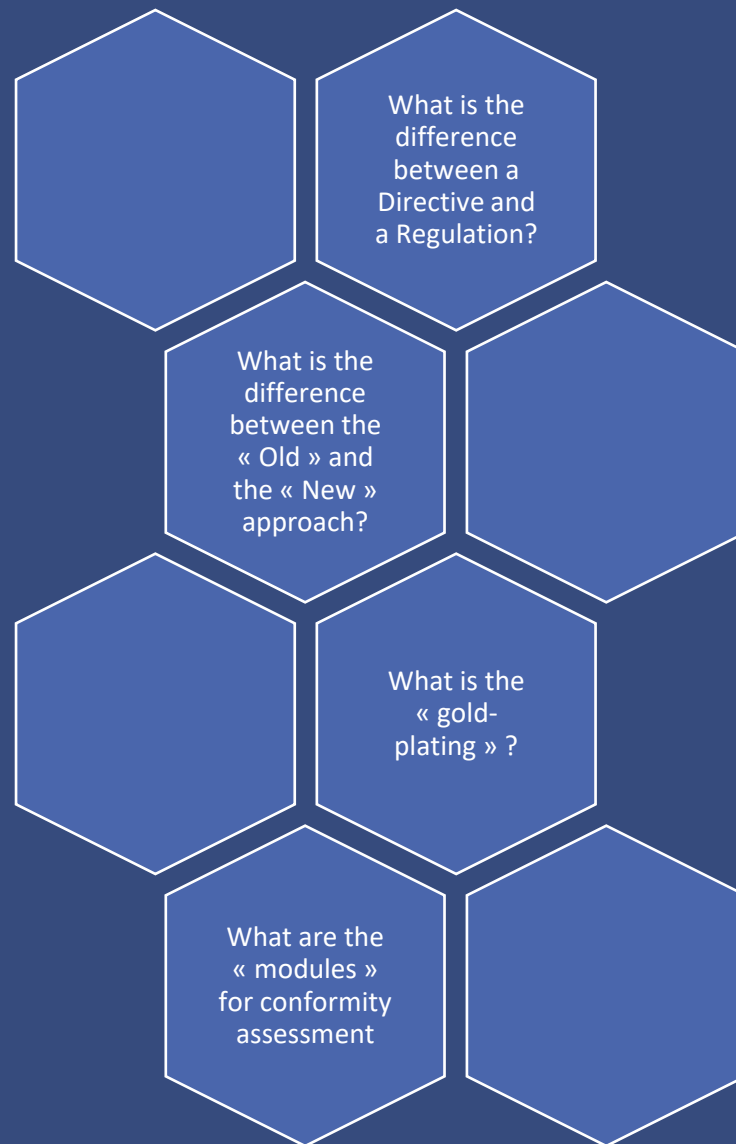 What is the
difference
between a
Directive and
a Regulation?
What is the
difference
between the
« Old » and
the « New »
approach?
What is the
« gold-
plating » ?
What are the
« modules »
for conformity
assessment